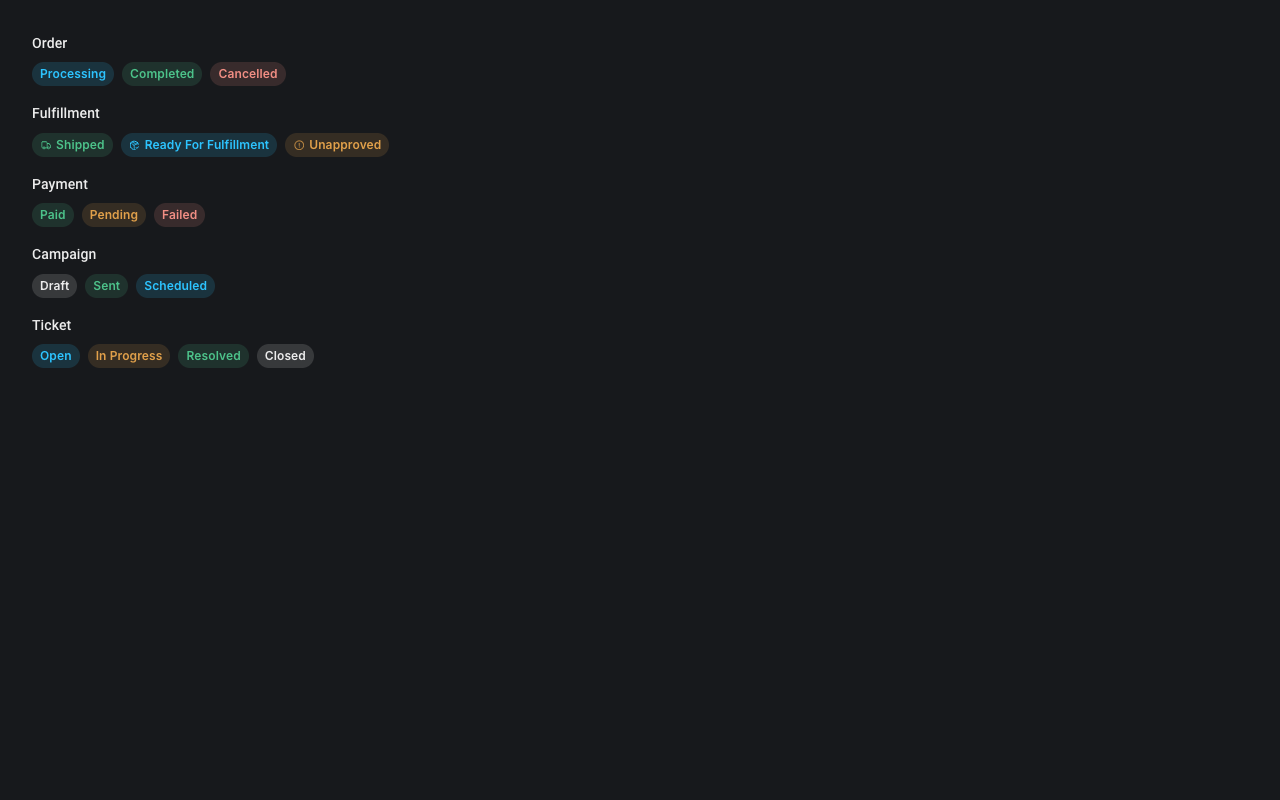 Order
Processing Completed Cancelled
Fulfillment
Shipped Ready For Fulfillment Unapproved
Payment
Paid Pending Failed
Campaign
Draft Sent Scheduled
Ticket
Open In Progress Resolved Closed